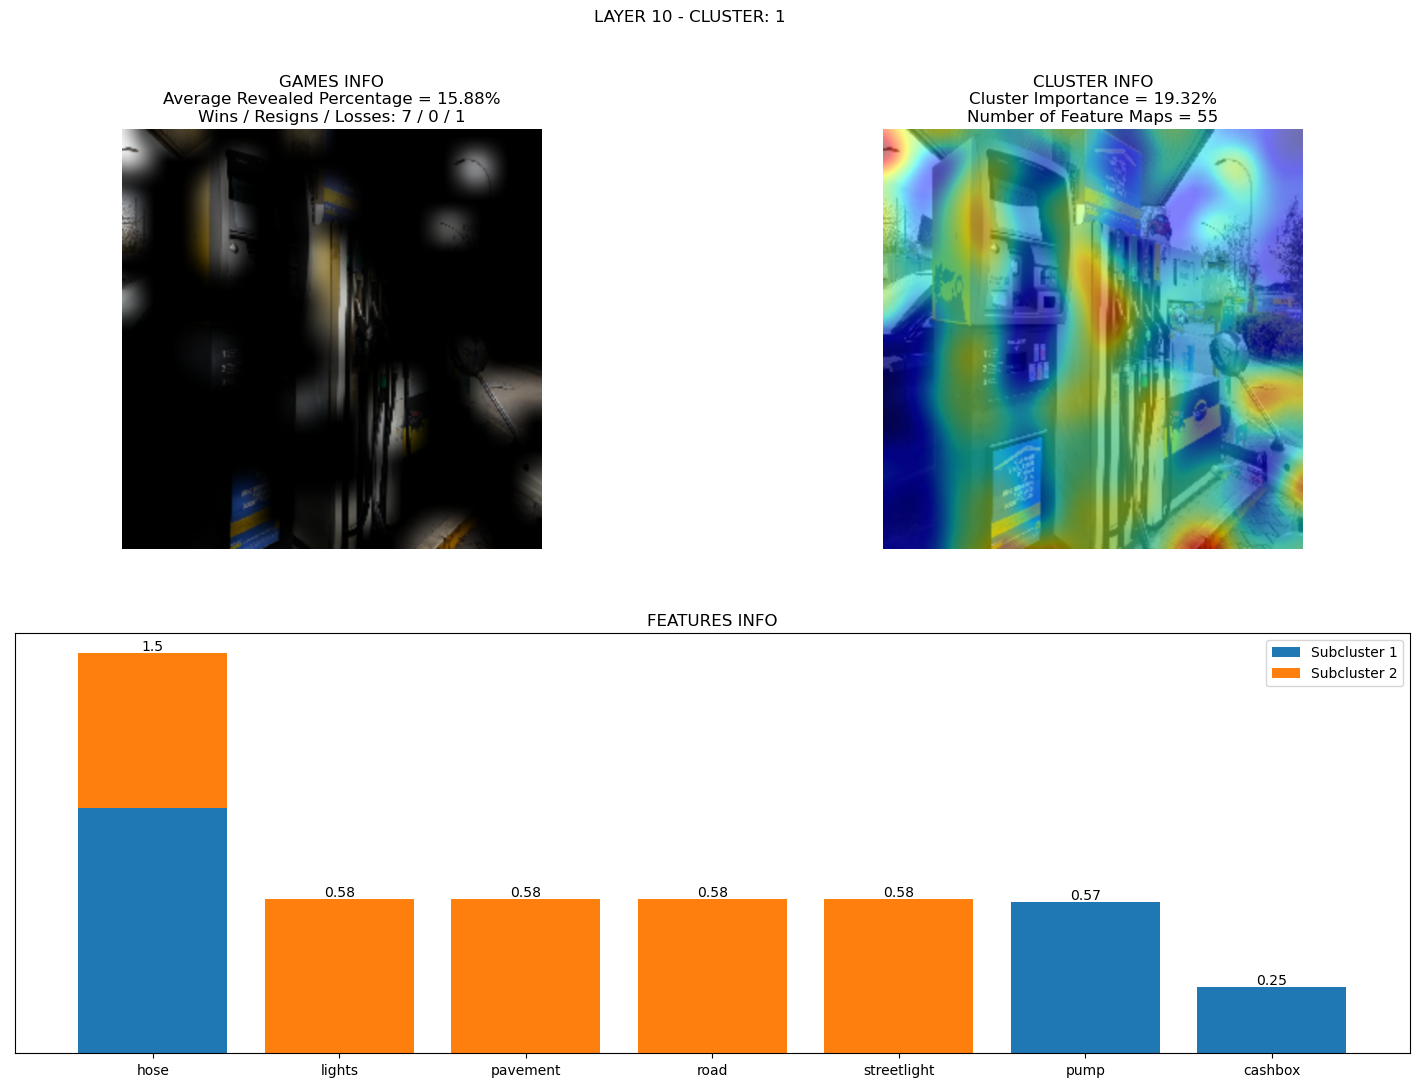 LAYER 10 - CLUSTER: 1
GAMES INFO
Average Revealed Percentage = 15.88%
Wins / Resigns / Losses: 7 / 0 / 1
CLUSTER INFO
Cluster Importance = 19.32%
Number of Feature Maps = 55
FEATURES INFO
Subcluster 1
Subcluster 2
1.5
0.58
0.58
0.58
0.58
0.57
0.25
hose
lights
pavement
road
streetlight
pump
cashbox